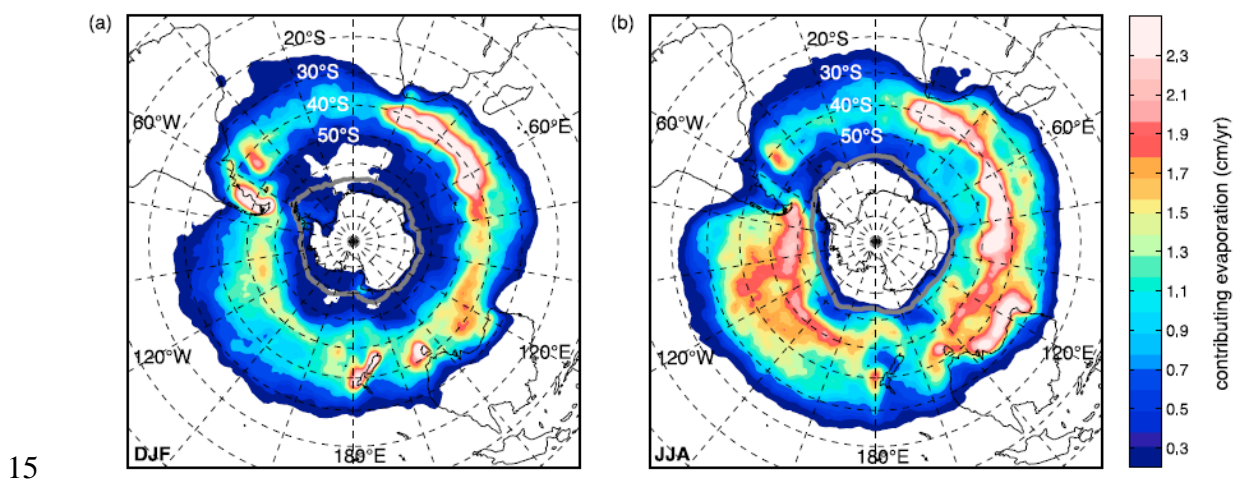 (a)
20°S
30°S
40°S
50°S
60°W
60°E
120°W
120°E
180°E
DJF
(b)
20°S
30°S
40°S
50°S
60°W
60°E
120°W
120°E
180°E
JJA
2.3
2.1
1.9
1.7
1.5
1.3
1.1
0.9
0.7
0.5
0.3
contributing evaporation (cm/yr)
15